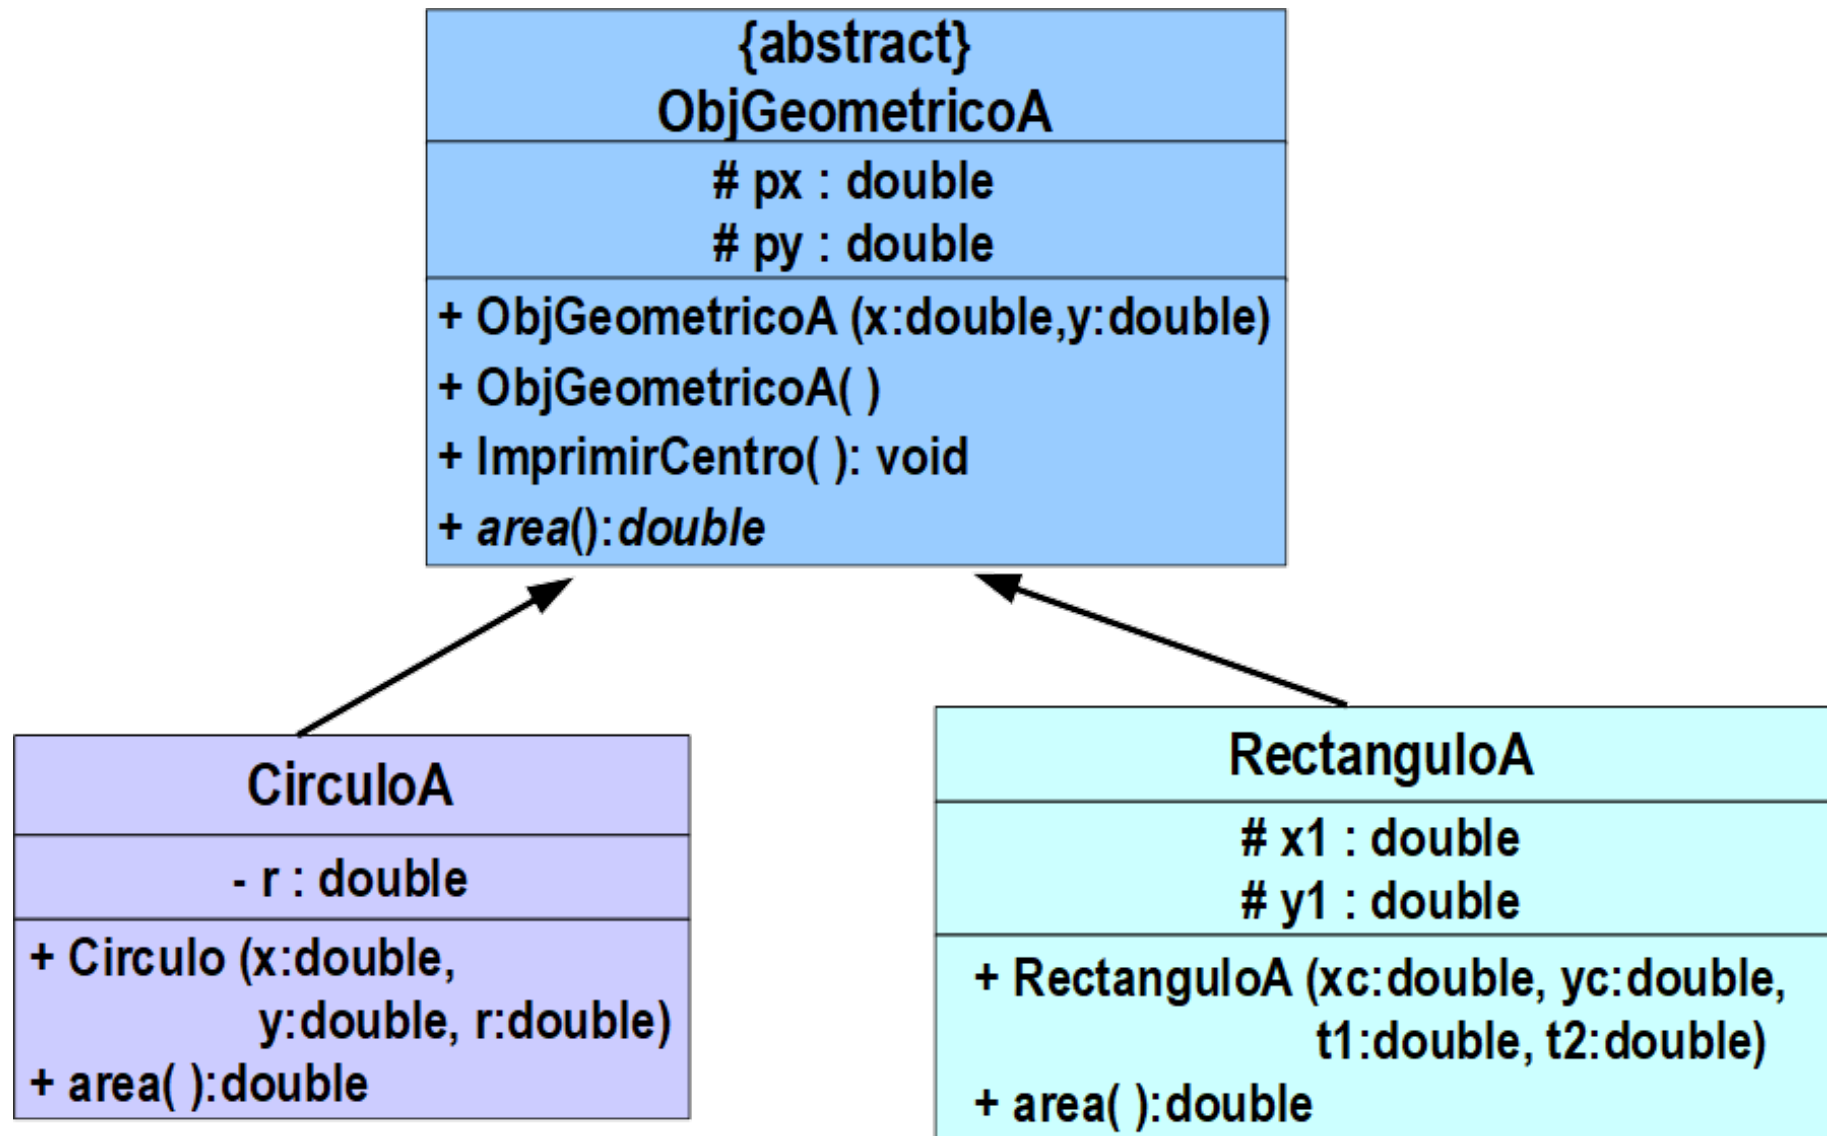 {abstract}
ObjGeometricoA
# px : double
# py : double
+ ObjGeometricoA (x:double,y:double)
+ ObjGeometricoA( )
+ ImprimirCentro( ): void
+ area():double
CirculoA
- r : double
+ Circulo (x:double,
y:double, r:double)
+ area( ):double
RectanguloA
# x1 : double
# y1 : double
+ RectanguloA (xc:double, yc:double,
t1:double, t2:double)
+ area( ):double